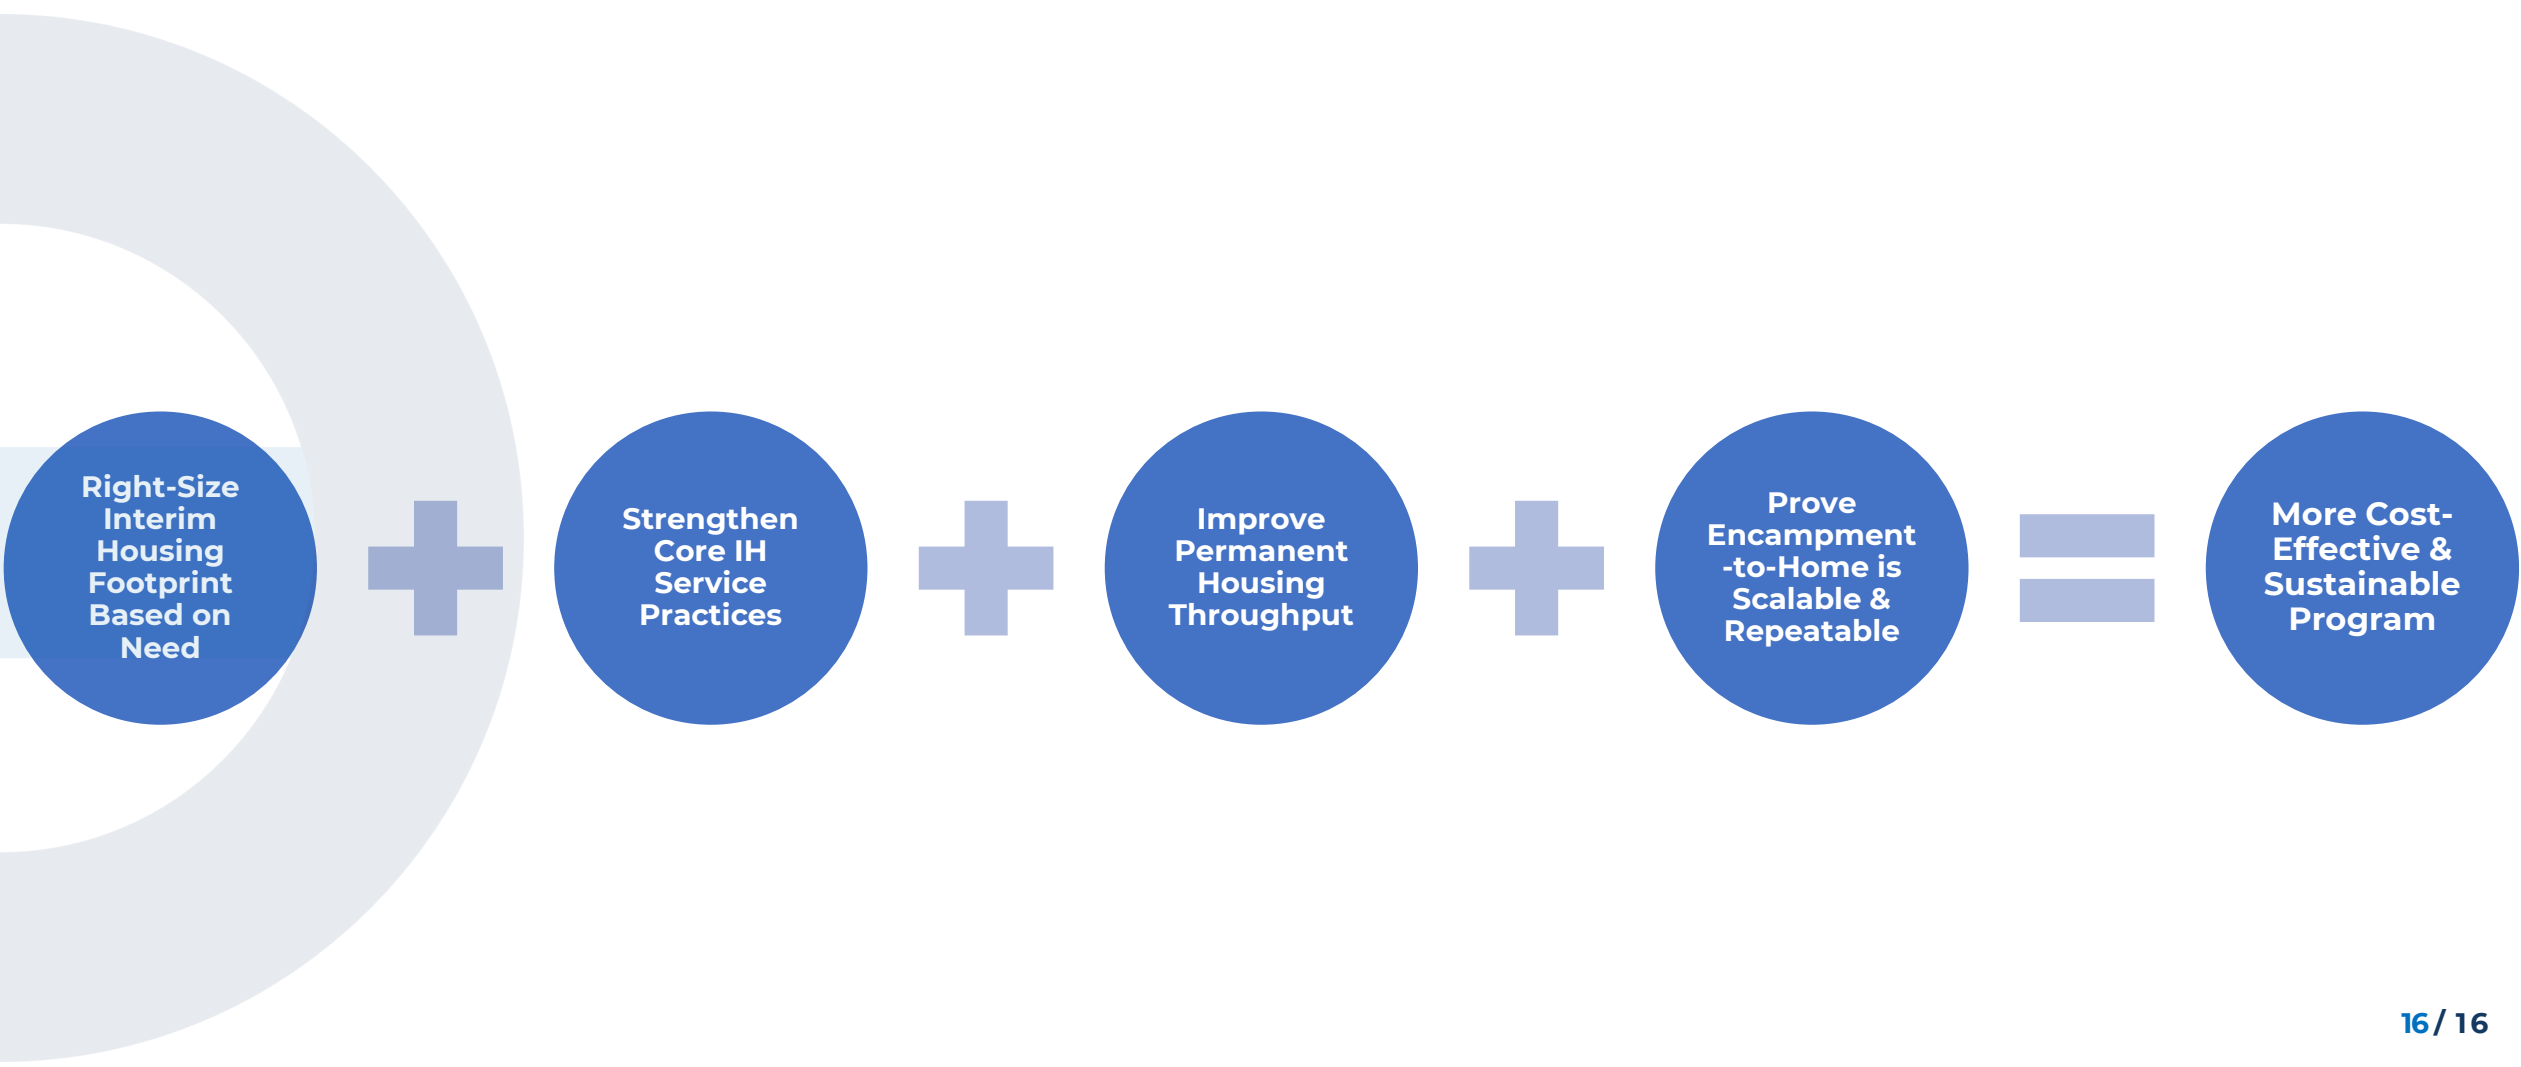 Right-Size
Interim
Housing
Footprint
Based on
Need
Strengthen
Core IH
Service
Practices
Improve
Permanent
Housing
Throughput
Prove
Encampment
-to-Home is
Scalable &
Repeatable
More Cost-
Effective &
Sustainable
Program
16/ 16